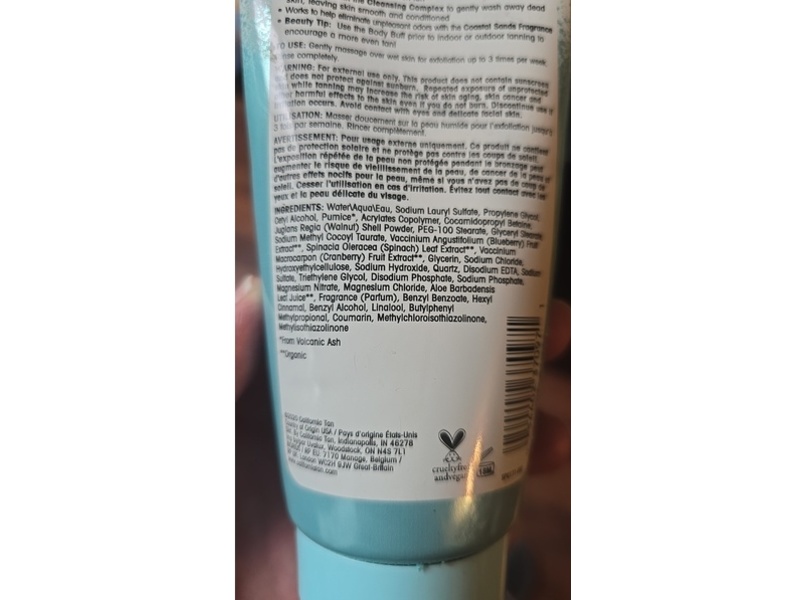 skin, leaving skin smooth and conditioned
Cleansing Complex to gently wash away dead
• Works to help eliminate unpleasant odors with the Coastal Sands Fragrance
• Beauty Tip: Use the Body Buff prior to indoor or outdoor tanning to
encourage a more even tan!
TO USE: Gently massage over wet skin for exfoliation up to 3 times per week.
Rinse completely.
WARNING: For external use only. This product does not contain sunscreen
and does not protect against sunburn. Repeated exposure of unprotected
skin while tanning may increase the risk of skin aging, skin cancer and
other harmful effects to the skin even if you do not burn. Discontinue use if
irritation occurs. Avoid contact with eyes and delicate facial skin.
UTILISATION: Masser doucement sur la peau humide pour l'exfoliation jusqu'à
3 fois par semaine. Rincer complètement.
AVERTISSEMENT: Pour usage externe uniquement. Ce produit ne contient
pas de protection solaire et ne protège pas contre les coups de soleil.
L'exposition répétée de la peau non protégée pendant le bronzage peut
augmenter le risque de vieillissement de la peau, de cancer de la peau et
d'autres effets nocifs pour la peau, même si vous n'avez pas de coup de
soleil. Cesser l'utilisation en cas d'irritation. Évitez tout contact avec les
yeux et la peau délicate du visage.
INGREDIENTS: Water\Aqua\Eau, Sodium Lauryl Sulfate, Propylene Glycol,
Cetyl Alcohol, Pumice*, Acrylates Copolymer, Cocamidopropyl Betaine,
Juglans Regia (Walnut) Shell Powder, PEG-100 Stearate, Glyceryl Stearate,
Sodium Methyl Cocoyl Taurate, Vaccinium Angustifolium (Blueberry) Fruit
Extract**, Spinacia Oleracea (Spinach) Leaf Extract**, Vaccinium
Macrocarpon (Cranberry) Fruit Extract**, Glycerin, Sodium Chloride,
Hydroxyethylcellulose, Sodium Hydroxide, Quartz, Disodium EDTA, Sodium
Sulfate, Triethylene Glycol, Disodium Phosphate, Sodium Phosphate,
Magnesium Nitrate, Magnesium Chloride, Aloe Barbadensis
Leaf Juice**, Fragrance (Parfum), Benzyl Benzoate, Hexyl
Cinnamal, Benzyl Alcohol, Linalool, Butylphenyl
Methylpropional, Coumarin, Methylchloroisothiazolinone,
Methylisothiazolinone
*From Volcanic Ash
**Organic
©2020 California Tan
Country of Origin USA / Pays d'origine États-Unis
California Tan, Indianapolis, IN 46278
Woodstock, ON N4S 7L1
7170 Manage, Belgium /
London WC2H 9JW Great-Britain
crueltyfree
andvegan
12M